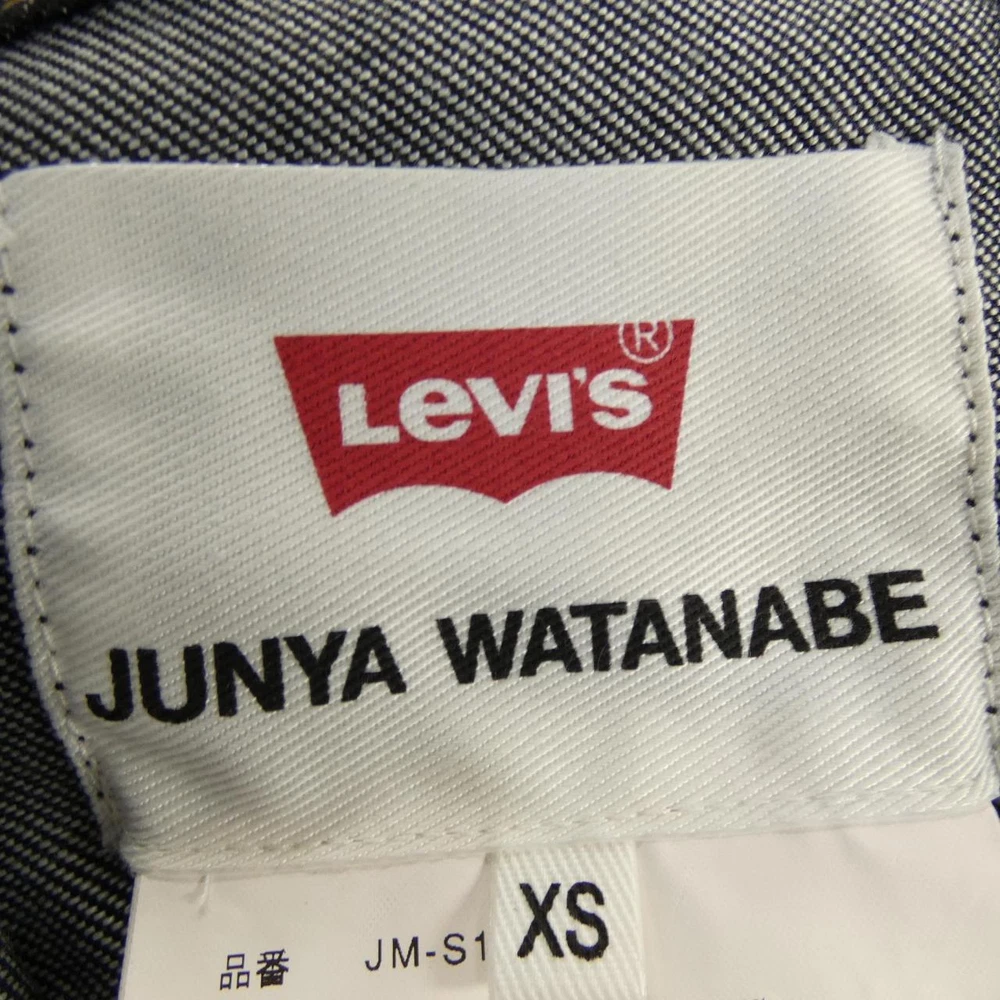 LEVI'S®
JUNYA WATANABE
XS
品番 JM-S1